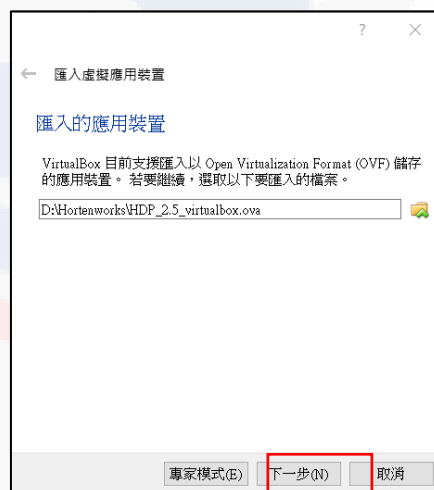 ?
匯入虛擬應用裝置
匯入的應用裝置
VirtualBox 目前支援匯入以 Open Virtualization Format (OVF) 儲存
的應用裝置。 若要繼續，選取以下要匯入的檔案。
D:\Hortenworks\HDP_2.5_virtualbox.ova
專家模式(E) 下一步(N) 取消